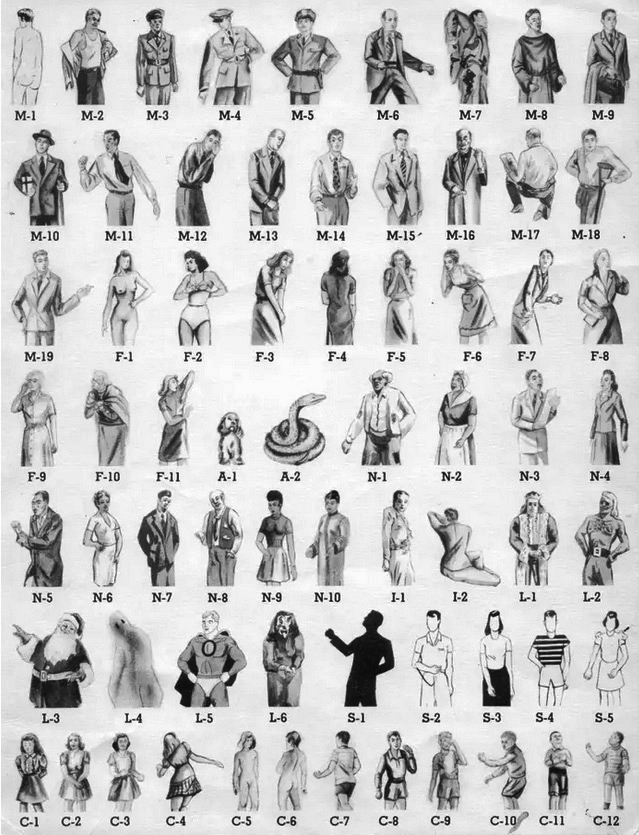 M-1 M-2 M-3 M-4 M-5 M-6 M-7 M-8 M-9
M-10 M-11 M-12 M-13 M-14 M-15 M-16 M-17 M-18
M-19 F-1 F-2 F-3 F-4 F-5 F-6 F-7 F-8
F-9 F-10 F-11 A-1 A-2 N-1 N-2 N-3 N-4
N-5 N-6 N-7 N-8 N-9 N-10 I-1 I-2 L-1 L-2
O
L-3 L-4 L-5 L-6 S-1 S-2 S-3 S-4 S-5
C-1 C-2 C-3 C-4 C-5 C-6 C-7 C-8 C-9 C-10 C-11 C-12